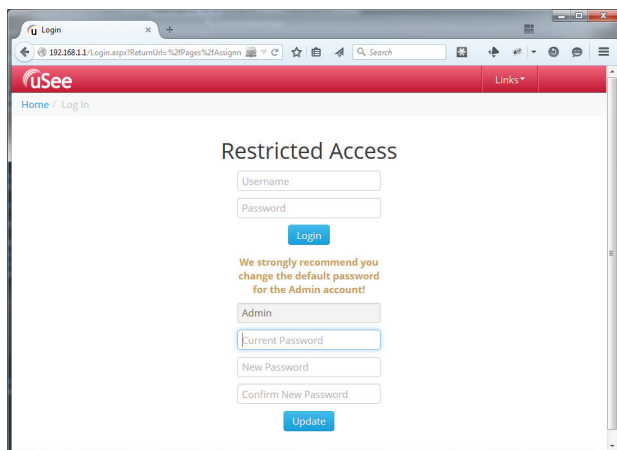 Login
192.168.1.1/Login.aspx?ReturnUrl=%2fPages%2fAssignn
Search
uSee
Links
Home / Log In
Restricted Access
Username
Password
Login
We strongly recommend you
change the default password
for the Admin account!
Admin
Current Password
New Password
Confirm New Password
Update